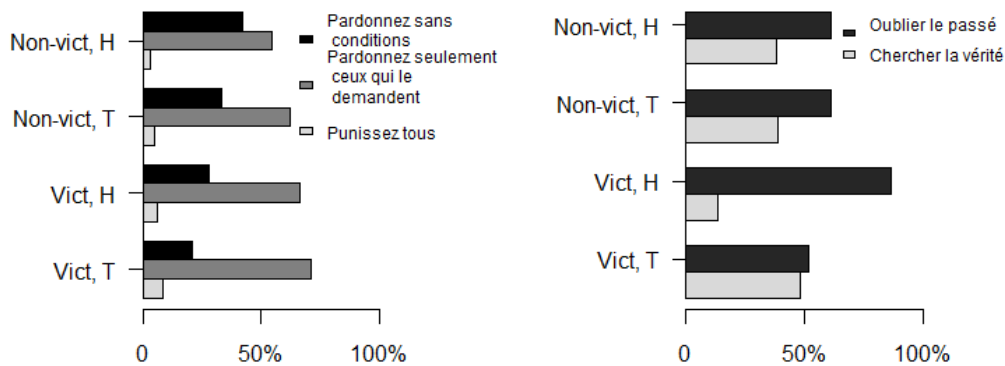 Non-vict, H
Non-vict, T
Vict, H
Vict, T
0 50% 100%
Pardonnez sans
conditions
Pardonnez seulement
ceux qui le
demandent
Punissez tous
Non-vict, H
Non-vict, T
Vict, H
Vict, T
0 50% 100%
Oublier le passé
Chercher la vérité